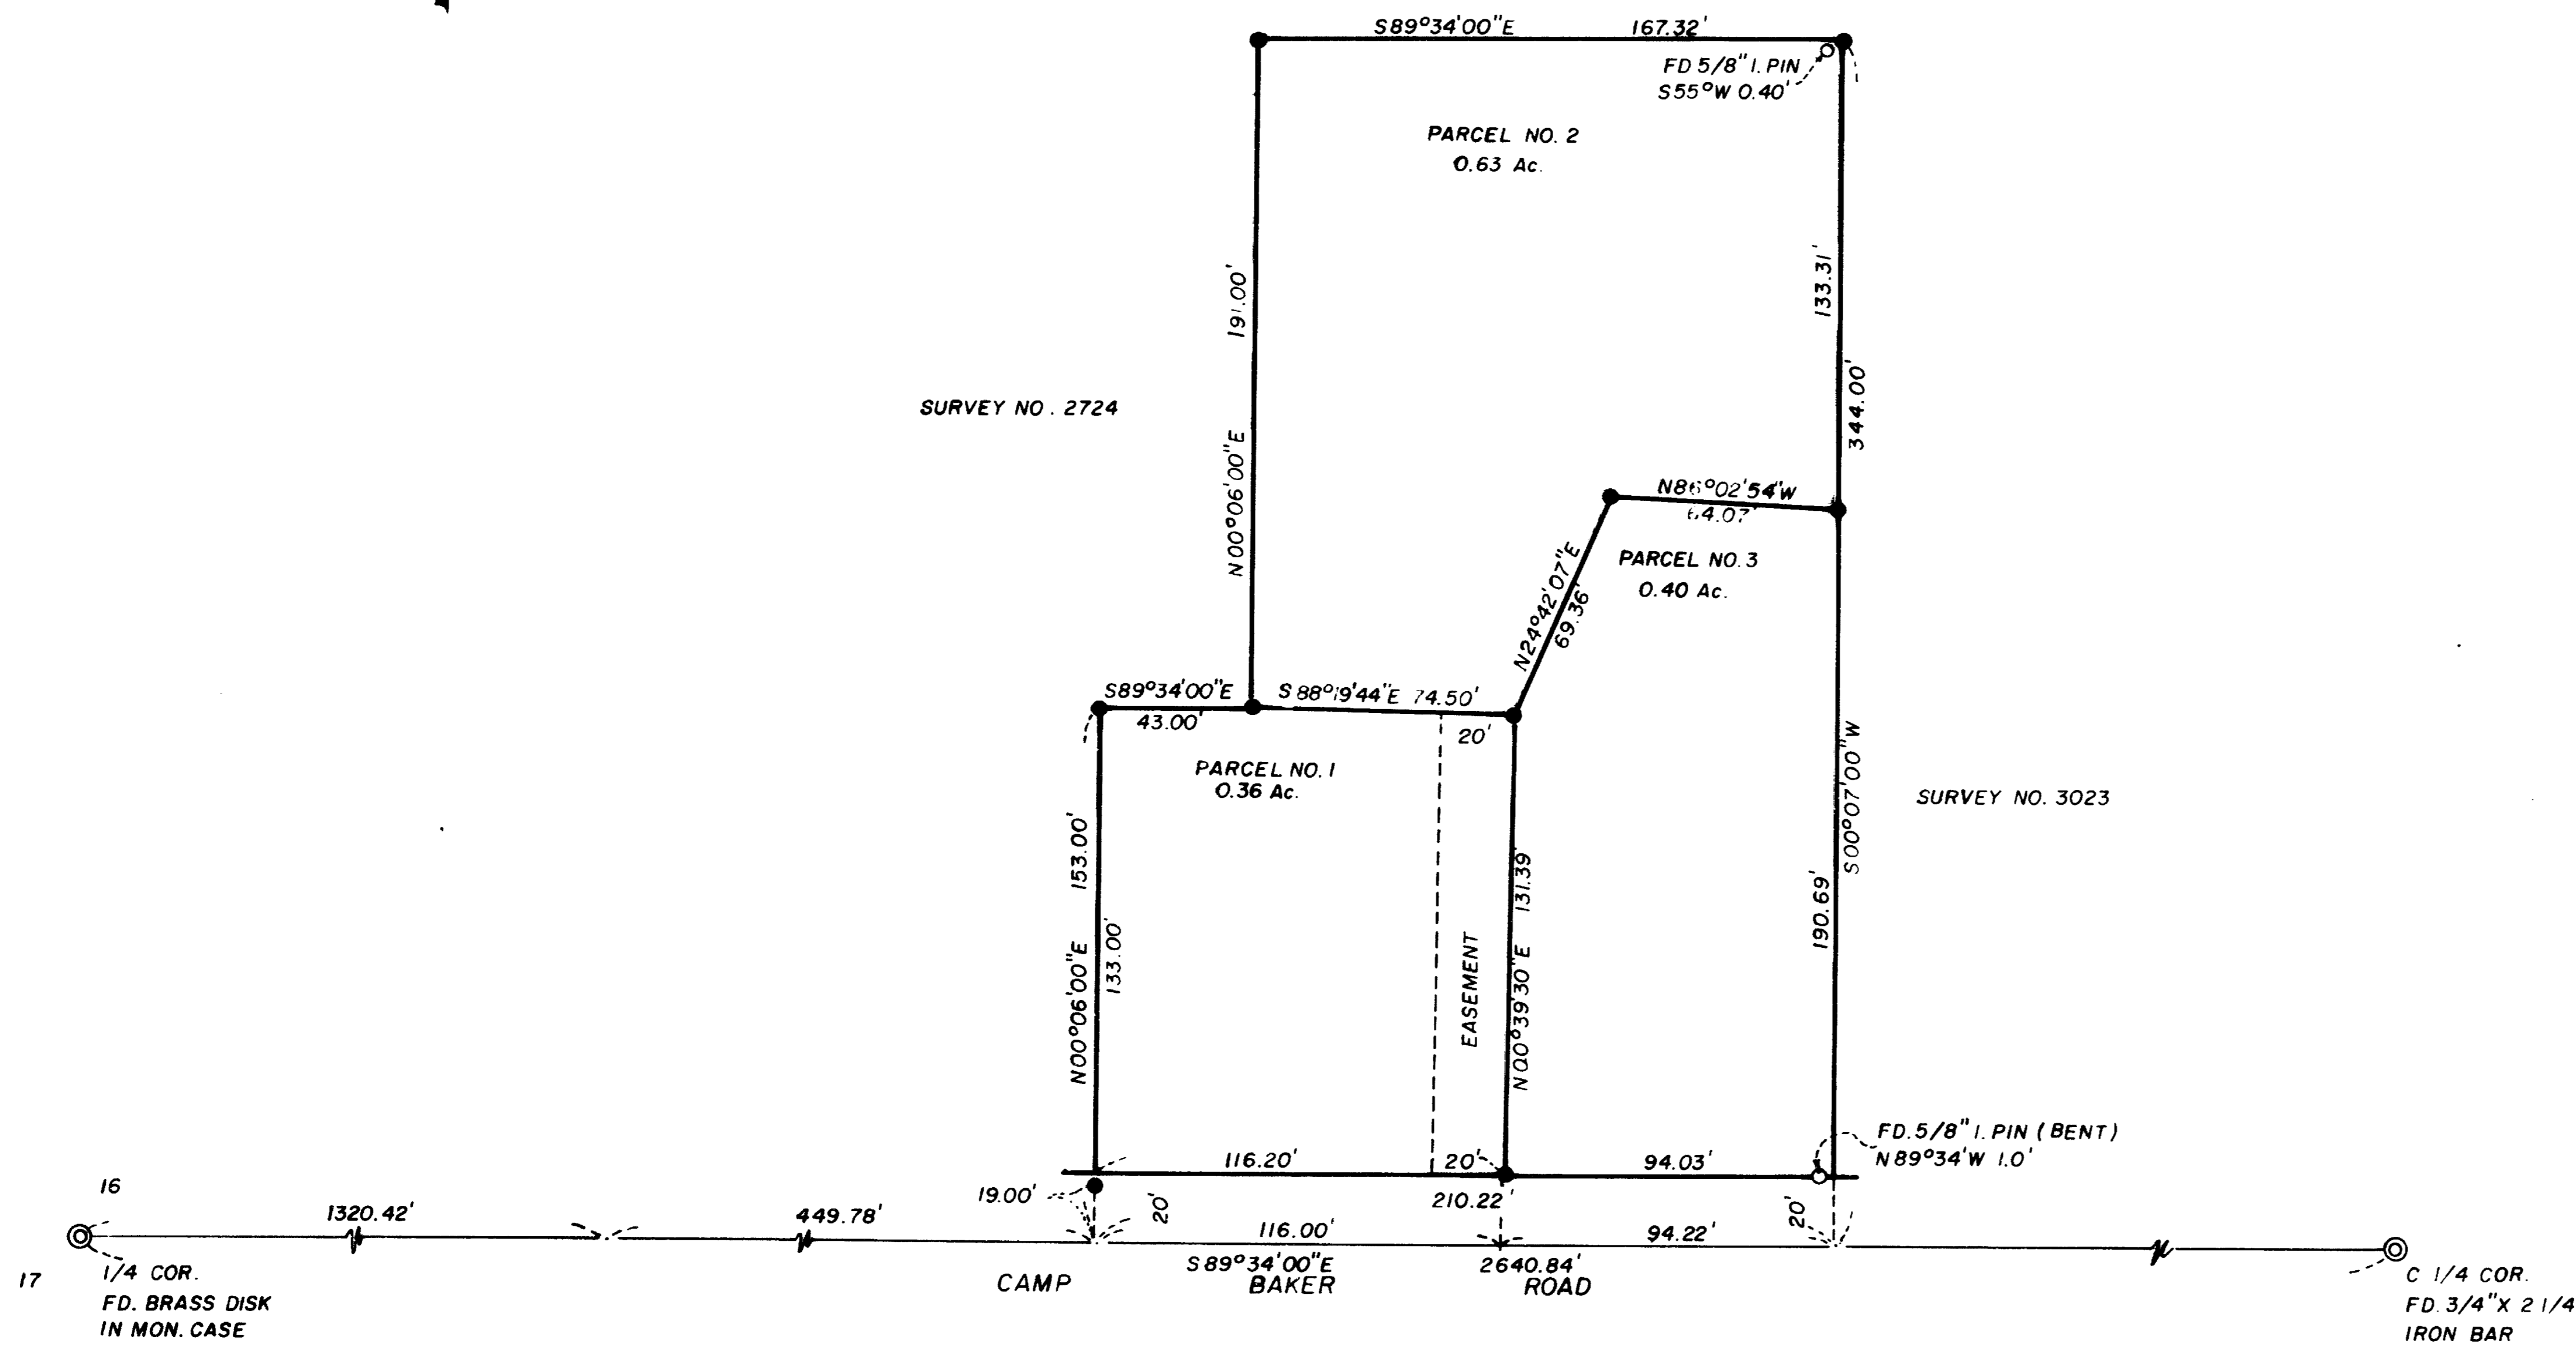 S89°34'00"E 167.32'
FD 5/8" I. PIN
S55°W 0.40'
PARCEL NO. 2
0.63 Ac.
191.00'
N00°06'00"E
133.31'
344.00'
SURVEY NO. 2724
N86°02'54"W
64.07'
PARCEL NO. 3
0.40 Ac.
N24°42'07"E
69.36'
S89°34'00"E
43.00'
S88°19'44"E 74.50'
20'
PARCEL NO. 1
0.36 Ac.
S00°07'00"W
SURVEY NO. 3023
153.00'
N00°06'00"E
133.00'
EASEMENT
131.39'
N00°39'30"E
190.69'
FD. 5/8" I. PIN (BENT)
N89°34'W 1.0'
116.20'
20'
94.03'
210.22'
19.00'
20'
20'
16
1320.42'
449.78'
116.00'
94.22'
S89°34'00"E 2640.84'
CAMP BAKER ROAD
17
1/4 COR.
FD. BRASS DISK
IN MON. CASE
C 1/4 COR.
FD. 3/4" X 2 1/4
IRON BAR